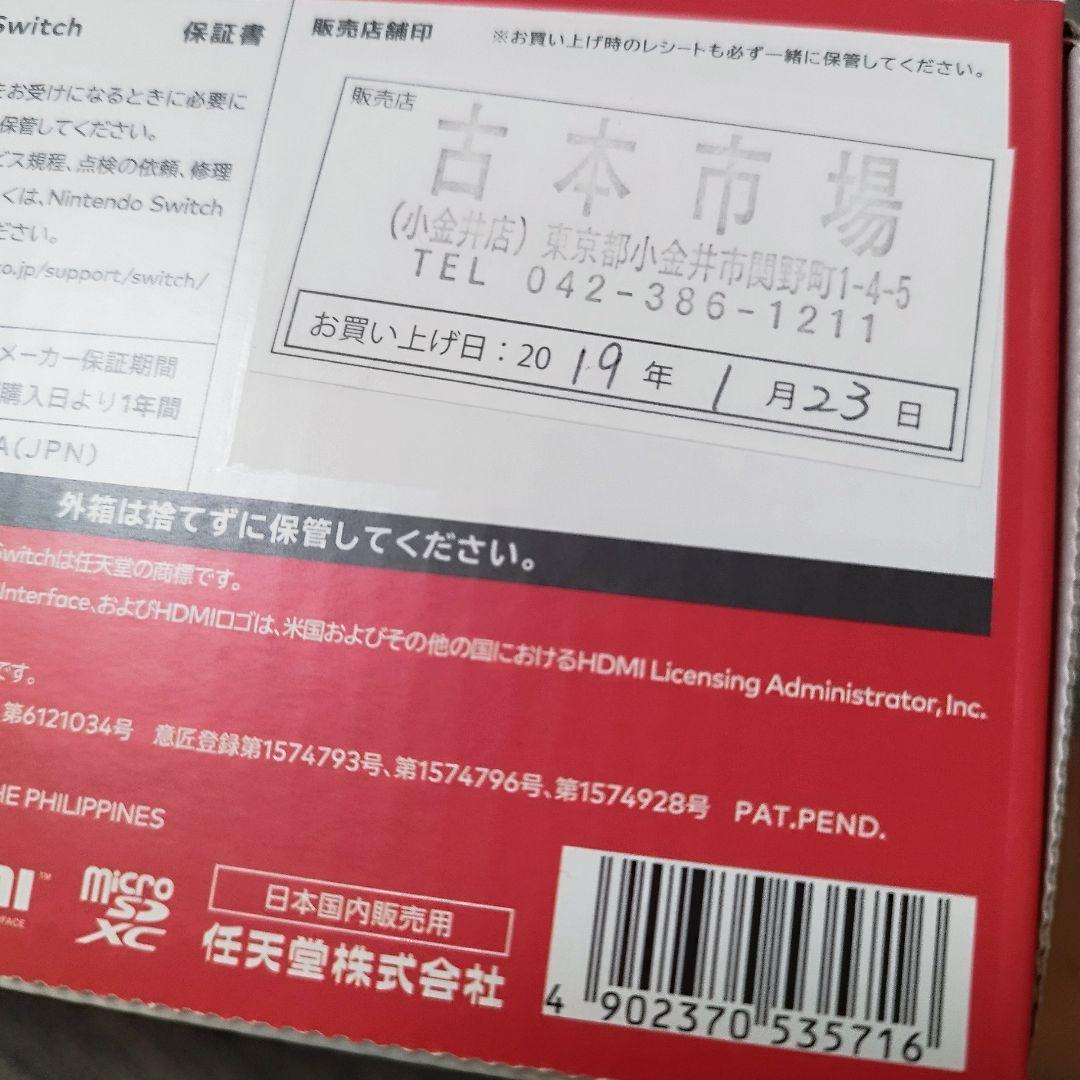 Switch 保証書
をお受けになるときに必要に
保管してください。
ビス規程、点検の依頼、修理
くは、Nintendo Switch
ださい。
co.jp/support/switch/
メーカー保証期間
購入日より1年間
A(JPN)
販売店舗印 ※お買い上げ時のレシートも必ず一緒に保管してください。
販売店
古本市場
(小金井店) 東京都小金井市関野町1-4-5
TEL 042-386-1211
お買い上げ日:2019年1月23日
外箱は捨てずに保管してください。
Switchは任天堂の商標です。
Interface、およびHDMIロゴは、米国およびその他の国におけるHDMI Licensing Administrator, Inc.
です。
第6121034号 意匠登録第1574793号、第1574796号、第1574928号 PAT.PEND.
HE PHILIPPINES
MI™
RFACE
micro
SD
XC
日本国内販売用
任天堂株式会社
4 902370 535716